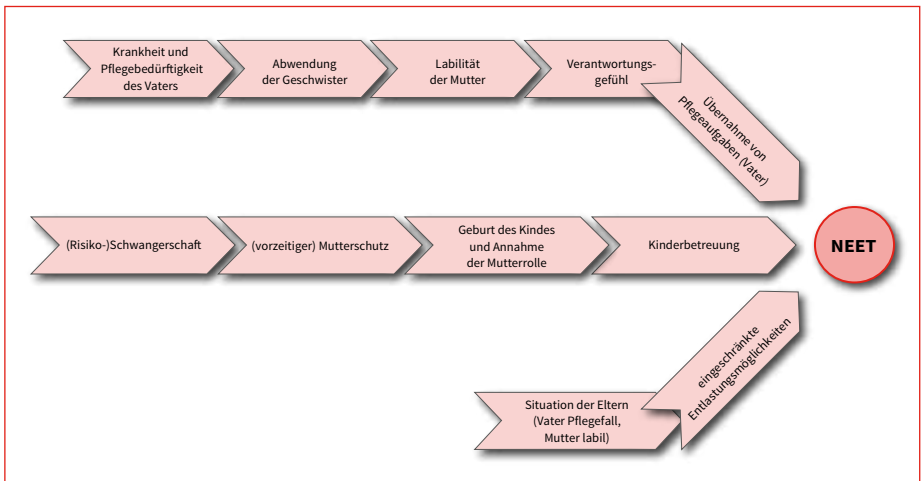 Krankheit und
Pflegebedürftigkeit
des Vaters
Abwendung
der Geschwister
Labilität
der Mutter
Verantwortungs-
gefühl
Übernahme von
Pflegeaufgaben (Vater)
(Risiko-)Schwangerschaft
(vorzeitiger) Mutterschutz
Geburt des Kindes
und Annahme
der Mutterrolle
Kinderbetreuung
NEET
Situation der Eltern
(Vater Pflegefall,
Mutter labil)
eingeschränkte
Entlastungsmöglichkeiten